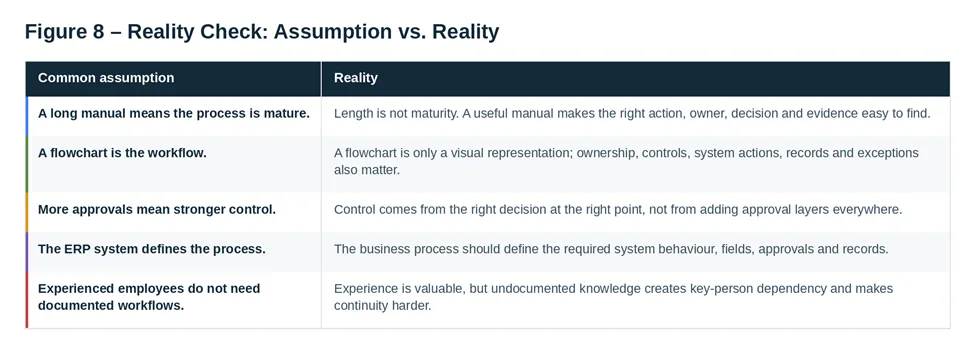 Figure 8 – Reality Check: Assumption vs. Reality
Common assumption
Reality
A long manual means the process is mature.
Length is not maturity. A useful manual makes the right action, owner, decision and evidence easy to find.
A flowchart is the workflow.
A flowchart is only a visual representation; ownership, controls, system actions, records and exceptions
also matter.
More approvals mean stronger control.
Control comes from the right decision at the right point, not from adding approval layers everywhere.
The ERP system defines the process.
The business process should define the required system behaviour, fields, approvals and records.
Experienced employees do not need
documented workflows.
Experience is valuable, but undocumented knowledge creates key-person dependency and makes
continuity harder.